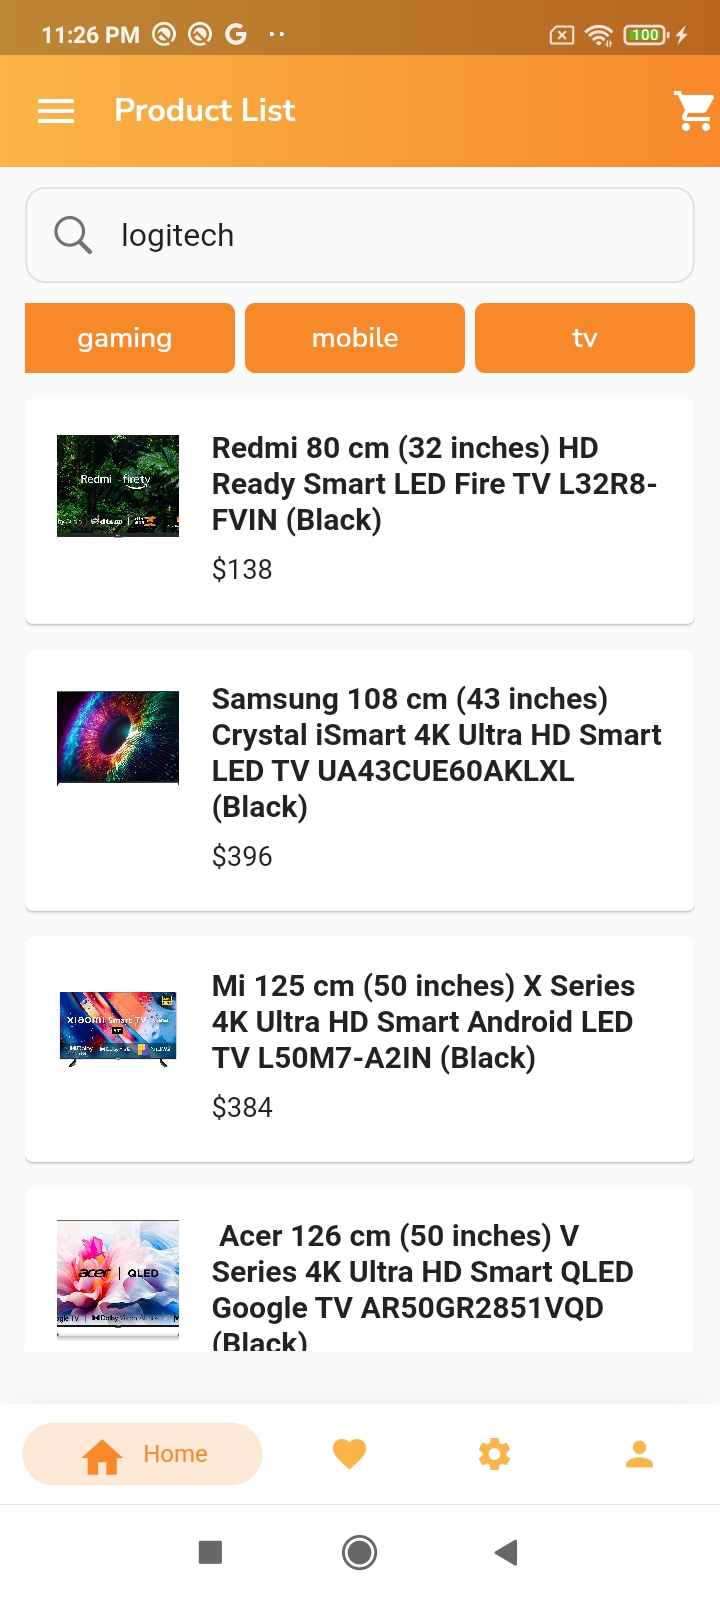 11:26 PM
100
Product List
logitech
gaming mobile tv
Redmi firetv
Redmi 80 cm (32 inches) HD
Ready Smart LED Fire TV L32R8-
FVIN (Black)
$138
Samsung 108 cm (43 inches)
Crystal iSmart 4K Ultra HD Smart
LED TV UA43CUE60AKLXL
(Black)
$396
xiaomi Smart TV
Mi 125 cm (50 inches) X Series
4K Ultra HD Smart Android LED
TV L50M7-A2IN (Black)
$384
acer | QLED
Acer 126 cm (50 inches) V
Series 4K Ultra HD Smart QLED
Google TV AR50GR2851VQD
(Black)
Home